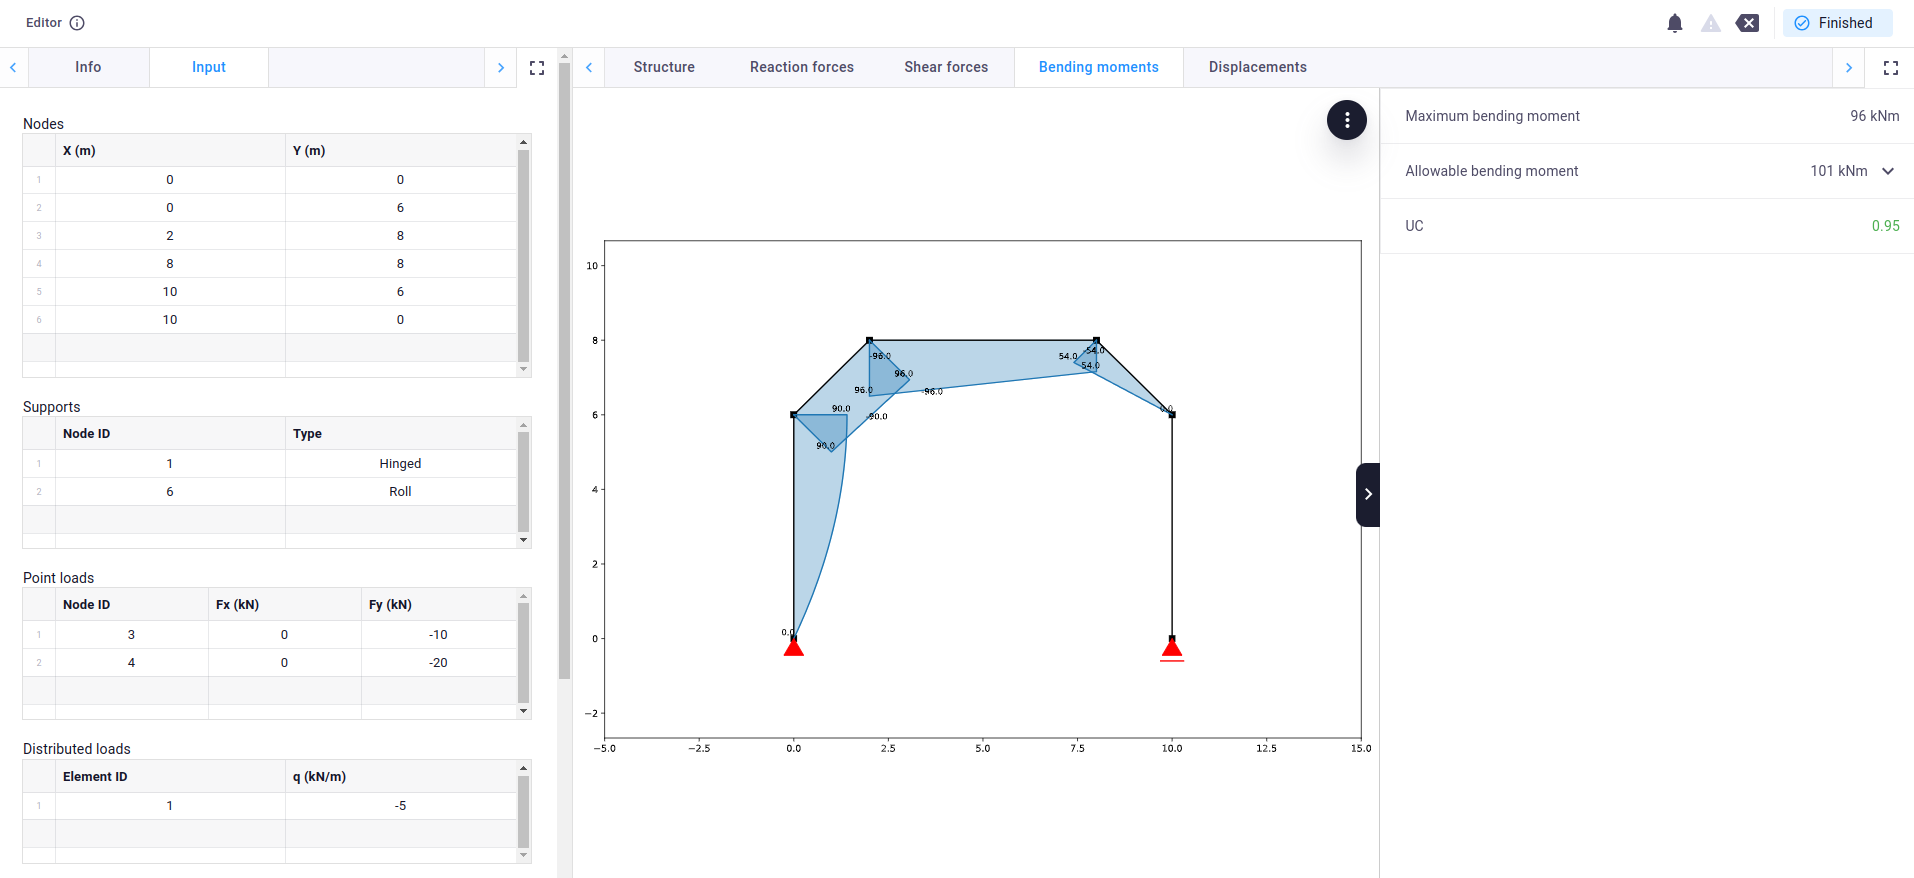 Editor
Finished
Info Input
Structure Reaction forces Shear forces Bending moments Displacements
Nodes
X (m) Y (m)
1 0 0
2 0 6
3 2 8
4 8 8
5 10 6
6 10 0
Supports
Node ID Type
1 1 Hinged
2 6 Roll
Point loads
Node ID Fx (kN) Fy (kN)
1 3 0 -10
2 4 0 -20
Distributed loads
Element ID q (kN/m)
1 1 -5
10
8
6
4
2
0
−2
−5.0 −2.5 0.0 2.5 5.0 7.5 10.0 12.5 15.0
-96.0
96.0
96.0
-96.0
90.0
-90.0
90.0
54.0
-54.0
54.0
Maximum bending moment 96 kNm
Allowable bending moment 101 kNm
UC 0.95